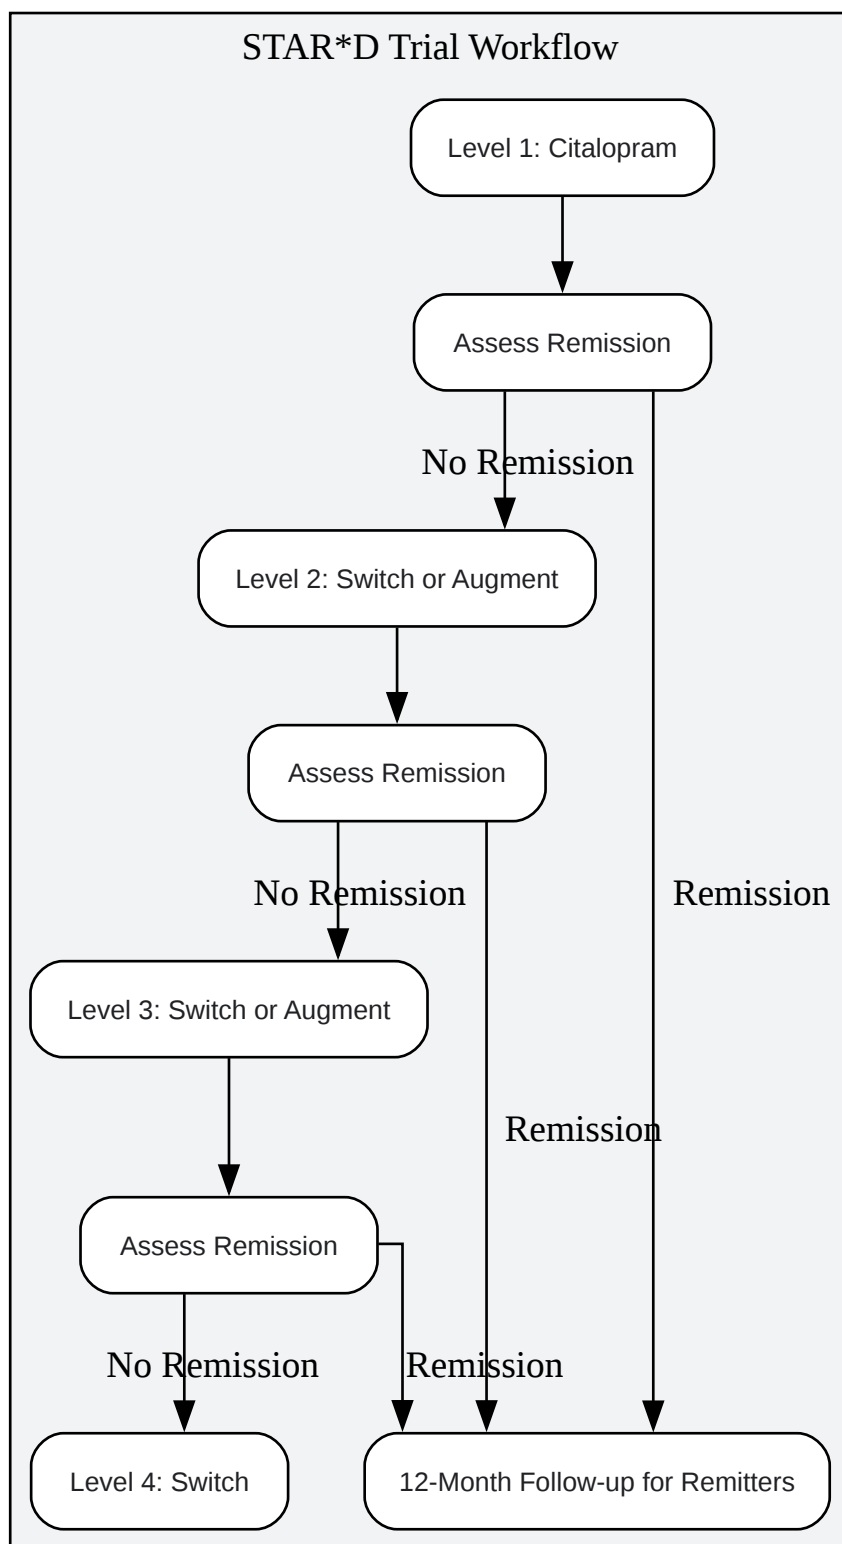 STAR*D Trial Workflow
Level 1: Citalopram
Assess Remission
No Remission
Level 2: Switch or Augment
Assess Remission
No Remission
Remission
Level 3: Switch or Augment
Remission
Assess Remission
No Remission
Remission
Level 4: Switch
12-Month Follow-up for Remitters